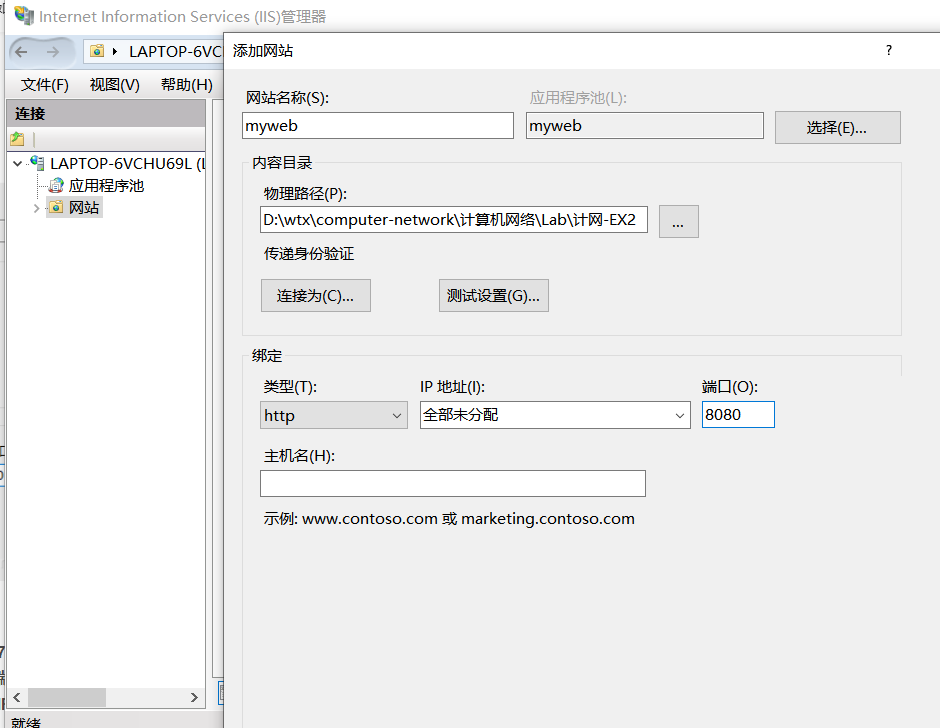 Internet Information Services (IIS)管理器
LAPTOP-6VC
文件(F) 视图(V) 帮助(H)
连接
LAPTOP-6VCHU69L (
应用程序池
网站
就绪
添加网站
?
网站名称(S): 应用程序池(L):
myweb myweb 选择(E)...
内容目录
物理路径(P):
D:\wtx\computer-network\计算机网络\Lab\计网-EX2 ...
传递身份验证
连接为(C)... 测试设置(G)...
绑定
类型(T): IP 地址(I): 端口(O):
http 全部未分配 8080
主机名(H):
示例: www.contoso.com 或 marketing.contoso.com